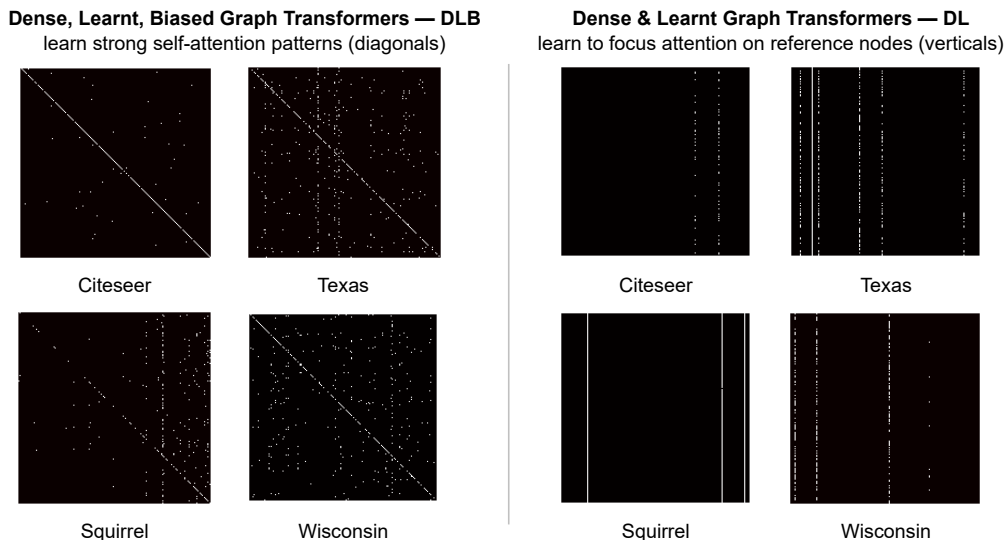 Dense, Learnt, Biased Graph Transformers — DLB
learn strong self-attention patterns (diagonals)
Citeseer
Texas
Squirrel
Wisconsin
Dense & Learnt Graph Transformers — DL
learn to focus attention on reference nodes (verticals)
Citeseer
Texas
Squirrel
Wisconsin